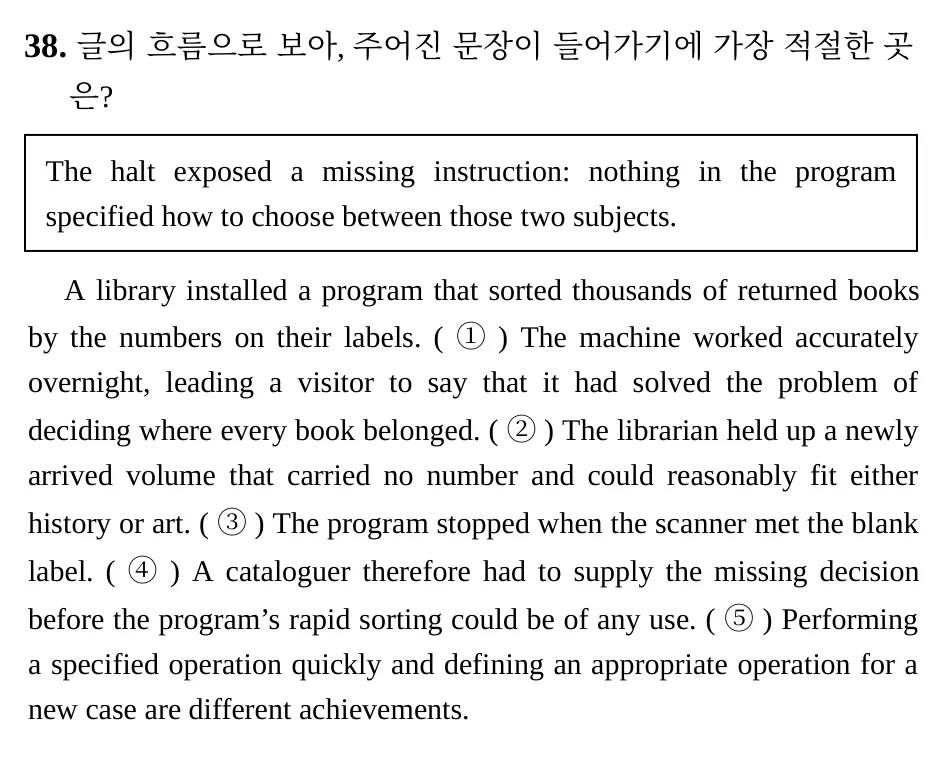 38. 글의 흐름으로 보아, 주어진 문장이 들어가기에 가장 적절한 곳
은?
The halt exposed a missing instruction: nothing in the program
specified how to choose between those two subjects.
A library installed a program that sorted thousands of returned books
by the numbers on their labels. ( ① ) The machine worked accurately
overnight, leading a visitor to say that it had solved the problem of
deciding where every book belonged. ( ② ) The librarian held up a newly
arrived volume that carried no number and could reasonably fit either
history or art. ( ③ ) The program stopped when the scanner met the blank
label. ( ④ ) A cataloguer therefore had to supply the missing decision
before the program’s rapid sorting could be of any use. ( ⑤ ) Performing
a specified operation quickly and defining an appropriate operation for a
new case are different achievements.